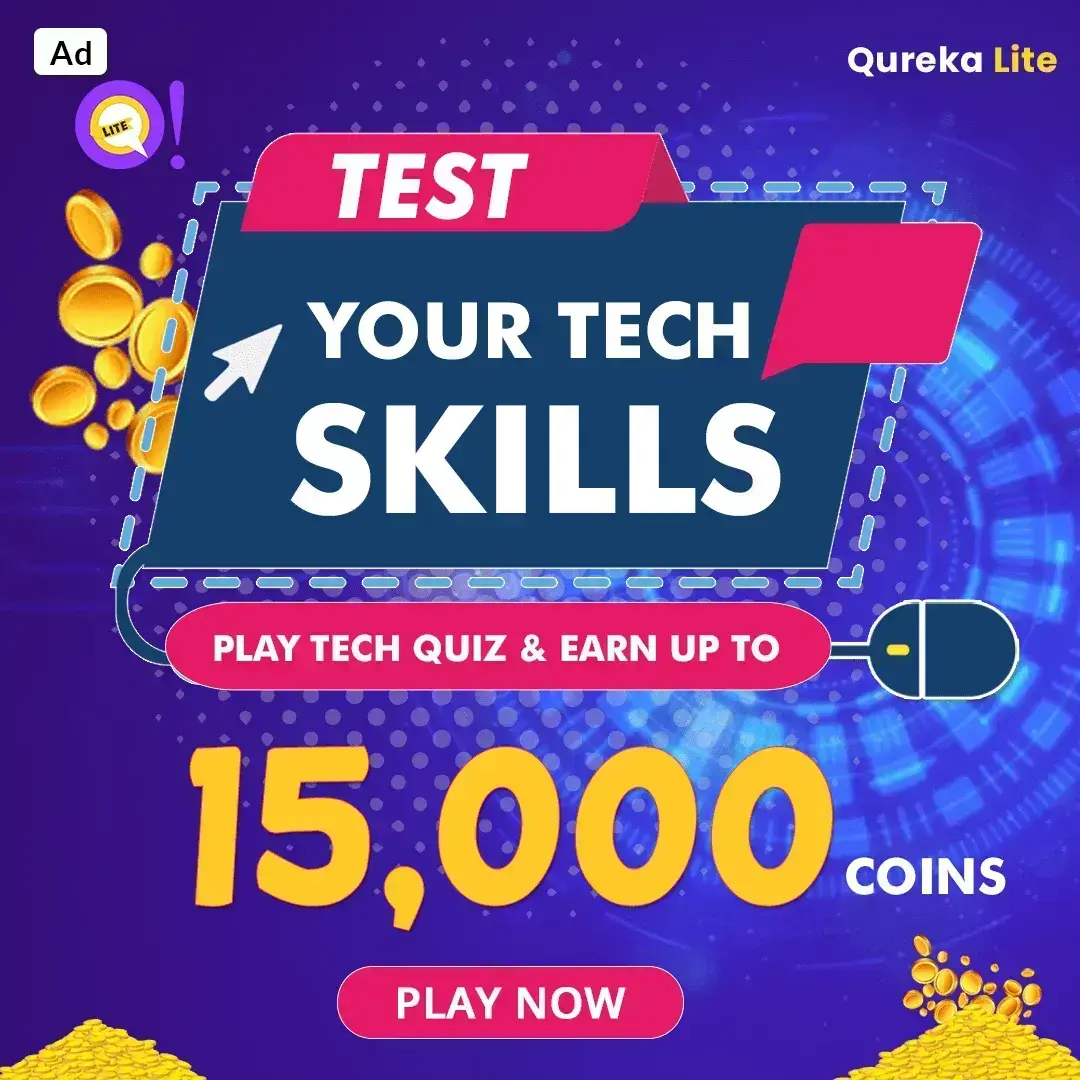 Ad
Qureka Lite
LITE
TEST
YOUR TECH
SKILLS
PLAY TECH QUIZ & EARN UP TO
15,000
COINS
PLAY NOW